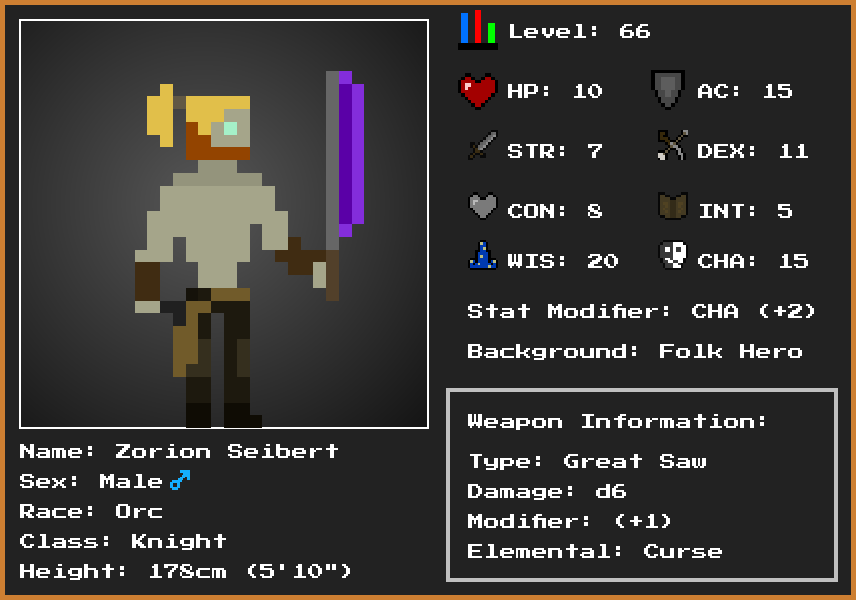 Level: 66
HP: 10 AC: 15
STR: 7 DEX: 11
CON: 8 INT: 5
WIS: 20 CHA: 15
Stat Modifier: CHA (+2)
Background: Folk Hero
Weapon Information:
Type: Great Saw
Damage: d6
Modifier: (+1)
Elemental: Curse
Name: Zorion Seibert
Sex: Male ♂
Race: Orc
Class: Knight
Height: 178cm (5'10")